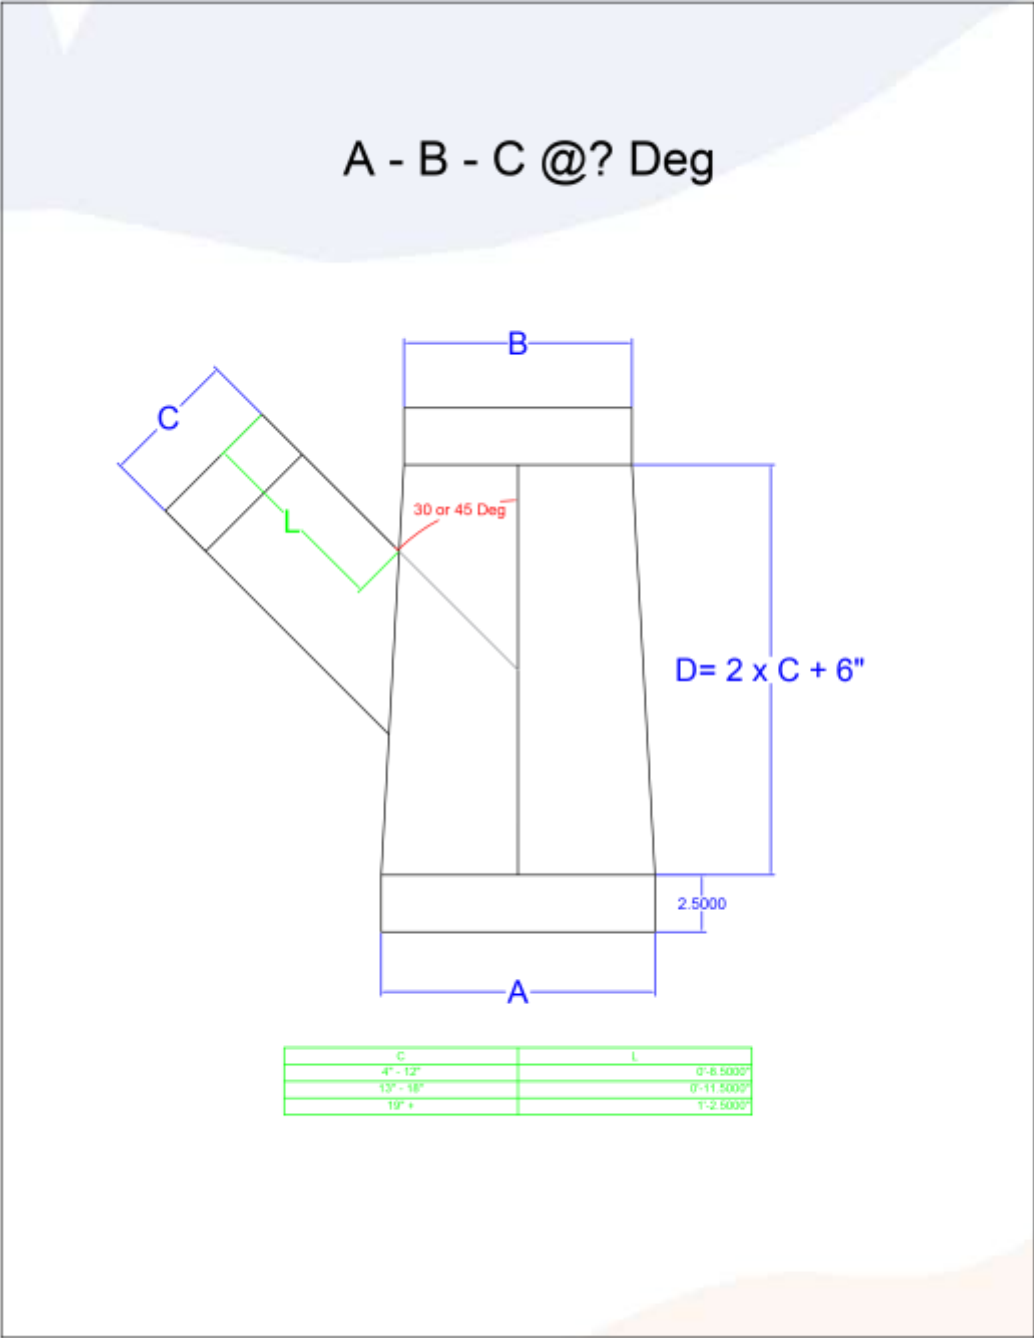 A - B - C @? Deg
B
C
30 or 45 Deg
L
D= 2 x C + 6"
2.5000
A
C L
4" - 12" 0'-8.5000"
13" - 18" 0'-11.5000"
19" + 1'-2.5000"